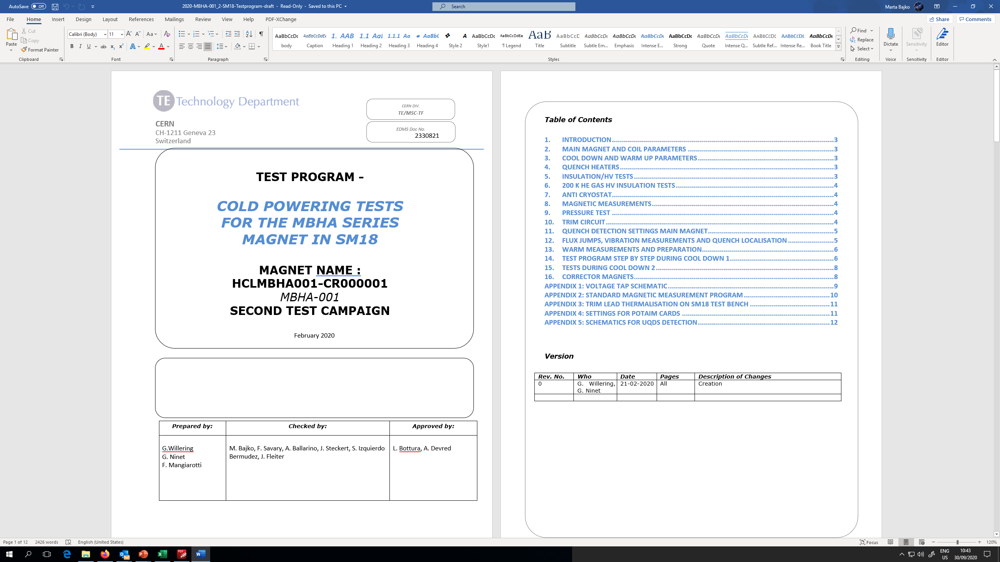 AutoSave Off
2020-MBHA-001_2-SM18-Testprogram-draft - Read-Only - Saved to this PC
Search
Marta Bajko
File Home Insert Design Layout References Mailings Review View Help PDF-XChange
Share Comments
Paste
Cut
Copy
Format Painter
Clipboard
Calibri (Body) 11
Font
Paragraph
AaBbCcDc AaBbCcDdEe 1. AAB 1.1 Aal 1.1.1 Aa AaBbC A AaBbCcDc AaBbCcDdEe AaB AaBbCcD AaBbCcDc AaBbCcDc AaBbCcDc AaBbCcDc AaBbCcDc AaBbCcDc AaBbCcDe AaBbCcDe AaBbCcDc
body Caption Heading 1 Heading 2 Heading 3 Heading 4 Style 2 Style1 ¶ Legend Title Subtitle Subtle Em... Emphasis Intense E... Strong Quote Intense Q... Subtle Ref... Intense Re... Book Title
Styles
Find
Replace
Select
Editing
Dictate
Voice
Sensitivity
Sensitivity
Editor
Editor
TE Technology Department
CERN
CH-1211 Geneva 23
Switzerland
CERN DIV.
TE/MSC-TF
EDMS Doc No.
2330821
TEST PROGRAM -
COLD POWERING TESTS
FOR THE MBHA SERIES
MAGNET IN SM18
MAGNET NAME :
HCLMBHA001-CR000001
MBHA-001
SECOND TEST CAMPAIGN
February 2020
Prepared by: Checked by: Approved by:
G.Willering
G. Ninet
F. Mangiarotti
M. Bajko, F. Savary, A. Ballarino, J. Steckert, S. Izquierdo
Bermudez, J. Fleiter
L. Bottura, A. Devred
Table of Contents
1. INTRODUCTION 3
2. MAIN MAGNET AND COIL PARAMETERS 3
3. COOL DOWN AND WARM UP PARAMETERS 3
4. QUENCH HEATERS 3
5. INSULATION/HV TESTS 3
6. 200 K HE GAS HV INSULATION TESTS 4
7. ANTI CRYOSTAT 4
8. MAGNETIC MEASUREMENTS 4
9. PRESSURE TEST 4
10. TRIM CIRCUIT 4
11. QUENCH DETECTION SETTINGS MAIN MAGNET 5
12. FLUX JUMPS, VIBRATION MEASUREMENTS AND QUENCH LOCALISATION 5
13. WARM MEASUREMENTS AND PREPARATION 6
14. TEST PROGRAM STEP BY STEP DURING COOL DOWN 1 6
15. TESTS DURING COOL DOWN 2 8
16. CORRECTOR MAGNETS 8
APPENDIX 1: VOLTAGE TAP SCHEMATIC 9
APPENDIX 2: STANDARD MAGNETIC MEASUREMENT PROGRAM 10
APPENDIX 3: TRIM LEAD THERMALISATION ON SM18 TEST BENCH 11
APPENDIX 4: SETTINGS FOR POTAIM CARDS 11
APPENDIX 5: SCHEMATICS FOR UQDS DETECTION 12
Version
Rev. No. Who Date Pages Description of Changes
0 G. Willering, 21-02-2020 All Creation
G. Ninet
Page 1 of 12 2426 words English (United States)
Focus 120%
ENG
US
10:43
30/09/2020